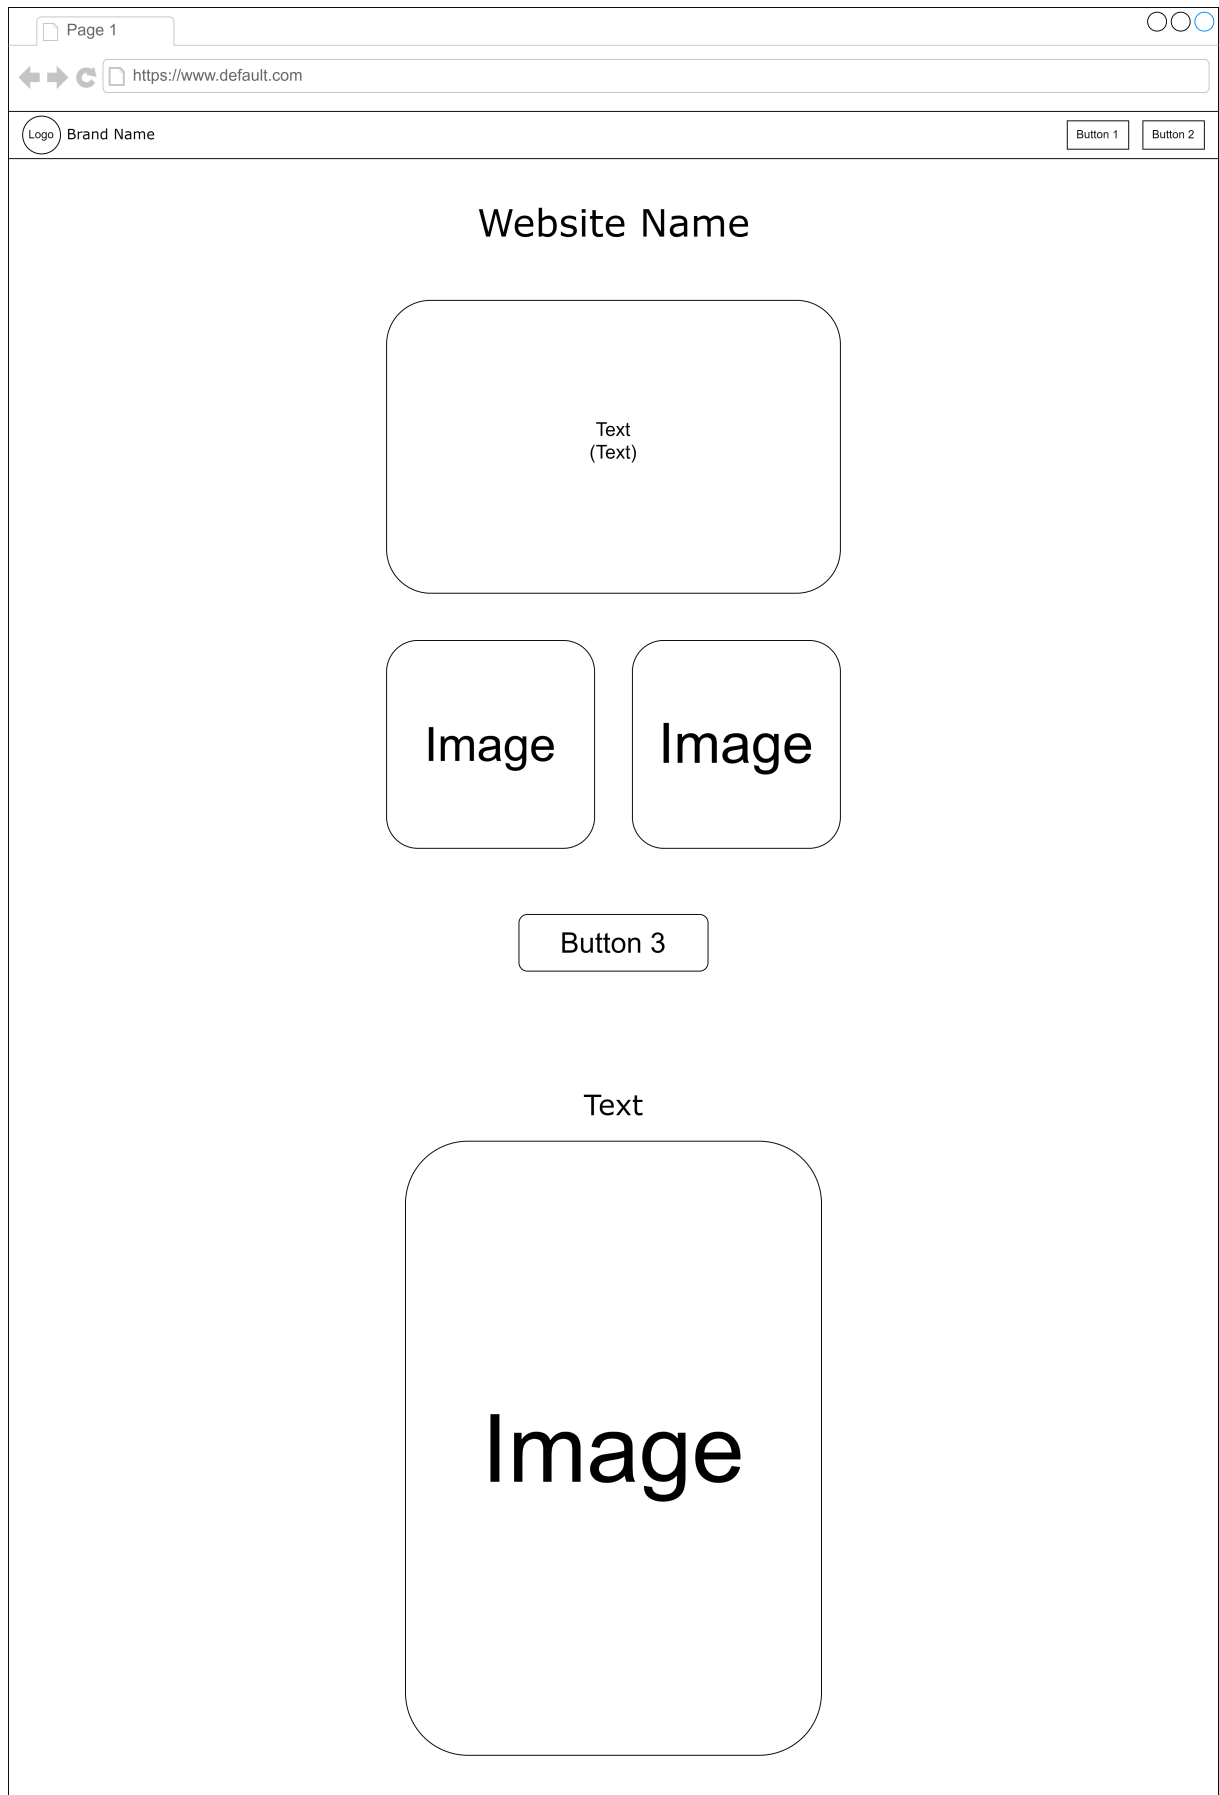 Page 1
https://www.default.com
Logo Brand Name Button 1 Button 2
Website Name
Text
(Text)
Image Image
Button 3
Text
Image